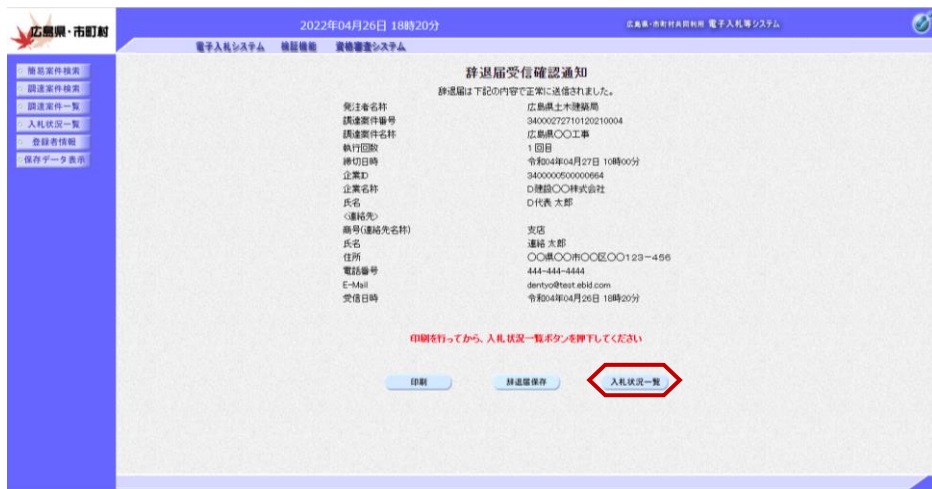 広島県・市町村
2022年04月26日 18時20分
広島県・市町村共同利用 電子入札等システム
電子入札システム 検証機能 資格審査システム
簡易案件検索
調達案件検索
調達案件一覧
入札状況一覧
登録者情報
保存データ表示
辞退届受信確認通知
辞退届は下記の内容で正常に送信されました。
発注者名称 広島県土木建築局
調達案件番号 34000272710120210004
調達案件名称 広島県〇〇工事
執行回数 1回目
締切日時 令和04年04月27日 10時00分
企業ID 3400000500000664
企業名称 D建設〇〇株式会社
氏名 D代表 太郎
<連絡先>
商号(連絡先名称) 支店
氏名 連絡 太郎
住所 〇〇県〇〇市〇〇区〇〇123-456
電話番号 444-444-4444
E-Mail dentyo@test.ebid.com
受信日時 令和04年04月26日 18時20分
印刷を行ってから、入札状況一覧ボタンを押下してください
印刷 辞退届保存 入札状況一覧